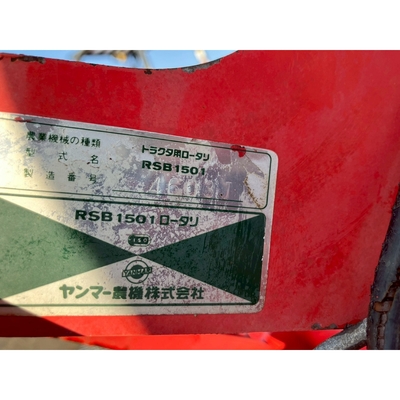 農業機械の種類 トラクタ用ロータリ
型式名 RSB1501
製造番号
RSB1501ロータリ
YANMAR
ヤンマー農機株式会社